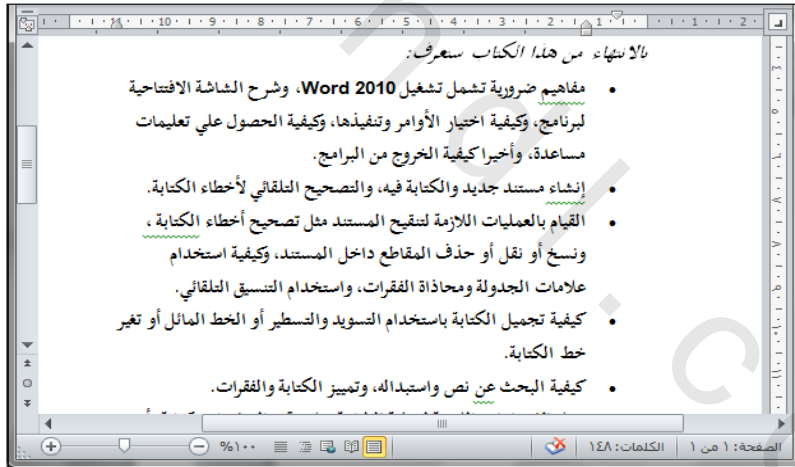 بالانتهاء من هذا الكتاب ستعرف:
• مفاهيم ضرورية تشمل تشغيل Word 2010، وشرح الشاشة الافتتاحية
لبرنامج، وكيفية اختيار الأوامر وتنفيذها، وكيفية الحصول علي تعليمات
مساعدة، وأخيرا كيفية الخروج من البرامج.
• إنشاء مستند جديد والكتابة فيه، والتصحيح التلقائي لأخطاء الكتابة.
• القيام بالعمليات اللازمة لتنقيح المستند مثل تصحيح أخطاء الكتابة ،
ونسخ أو نقل أو حذف المقاطع داخل المستند، وكيفية استخدام
علامات الجدولة ومحاذاة الفقرات، واستخدام التنسيق التلقائي.
• كيفية تجميل الكتابة باستخدام التسويد والتسطير أو الخط المائل أو تغير
خط الكتابة.
• كيفية البحث عن نص واستبداله، وتمييز الكتابة والفقرات.
الصفحة: ١ من ١ الكلمات: ١٤٨ ١٠٠%